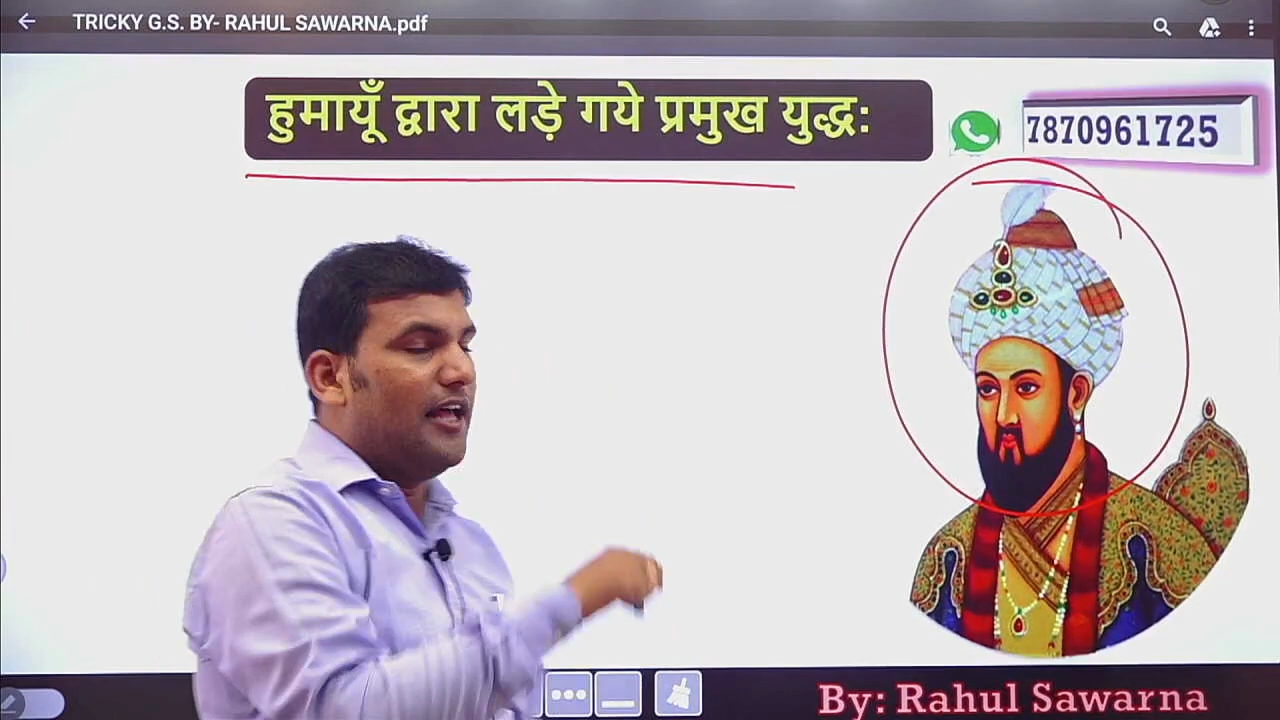 TRICKY G.S. BY- RAHUL SAWARNA.pdf
हुमायूँ द्वारा लड़े गये प्रमुख युद्ध:
7870961725
By: Rahul Sawarna